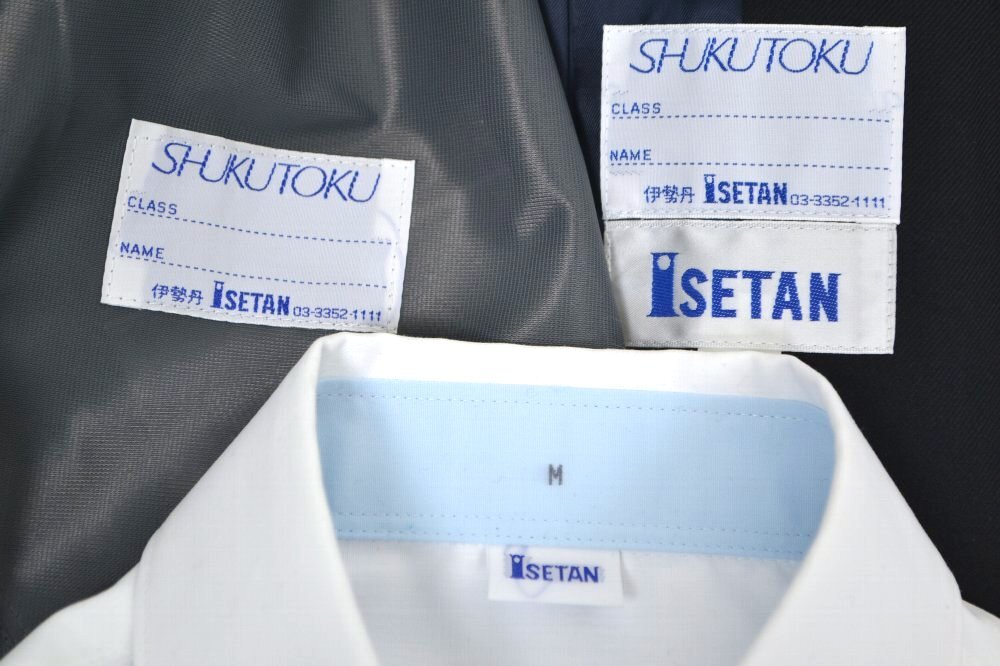 SHUKUTOKU
CLASS
NAME
伊勢丹 ISETAN 03-3352-1111
SHUKUTOKU
CLASS
NAME
伊勢丹 ISETAN 03-3352-1111
ISETAN
M
ISETAN